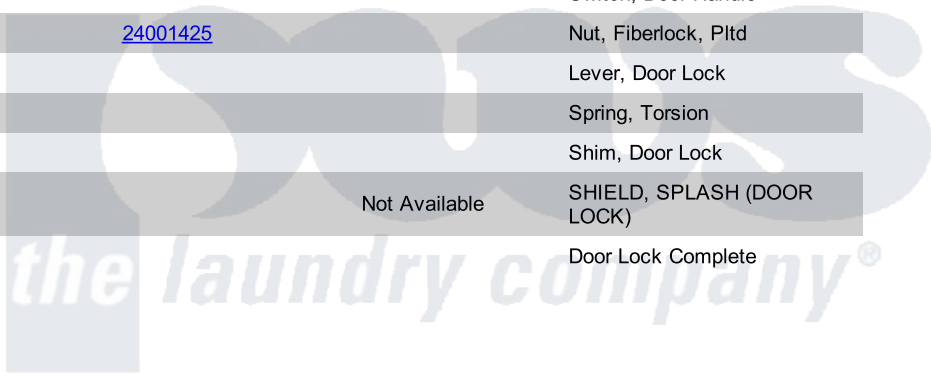 24001425 Nut, Fiberlock, Pltd
Lever, Door Lock
Spring, Torsion
Shim, Door Lock
Not Available SHIELD, SPLASH (DOOR
LOCK)
Door Lock Complete
the laundry company®